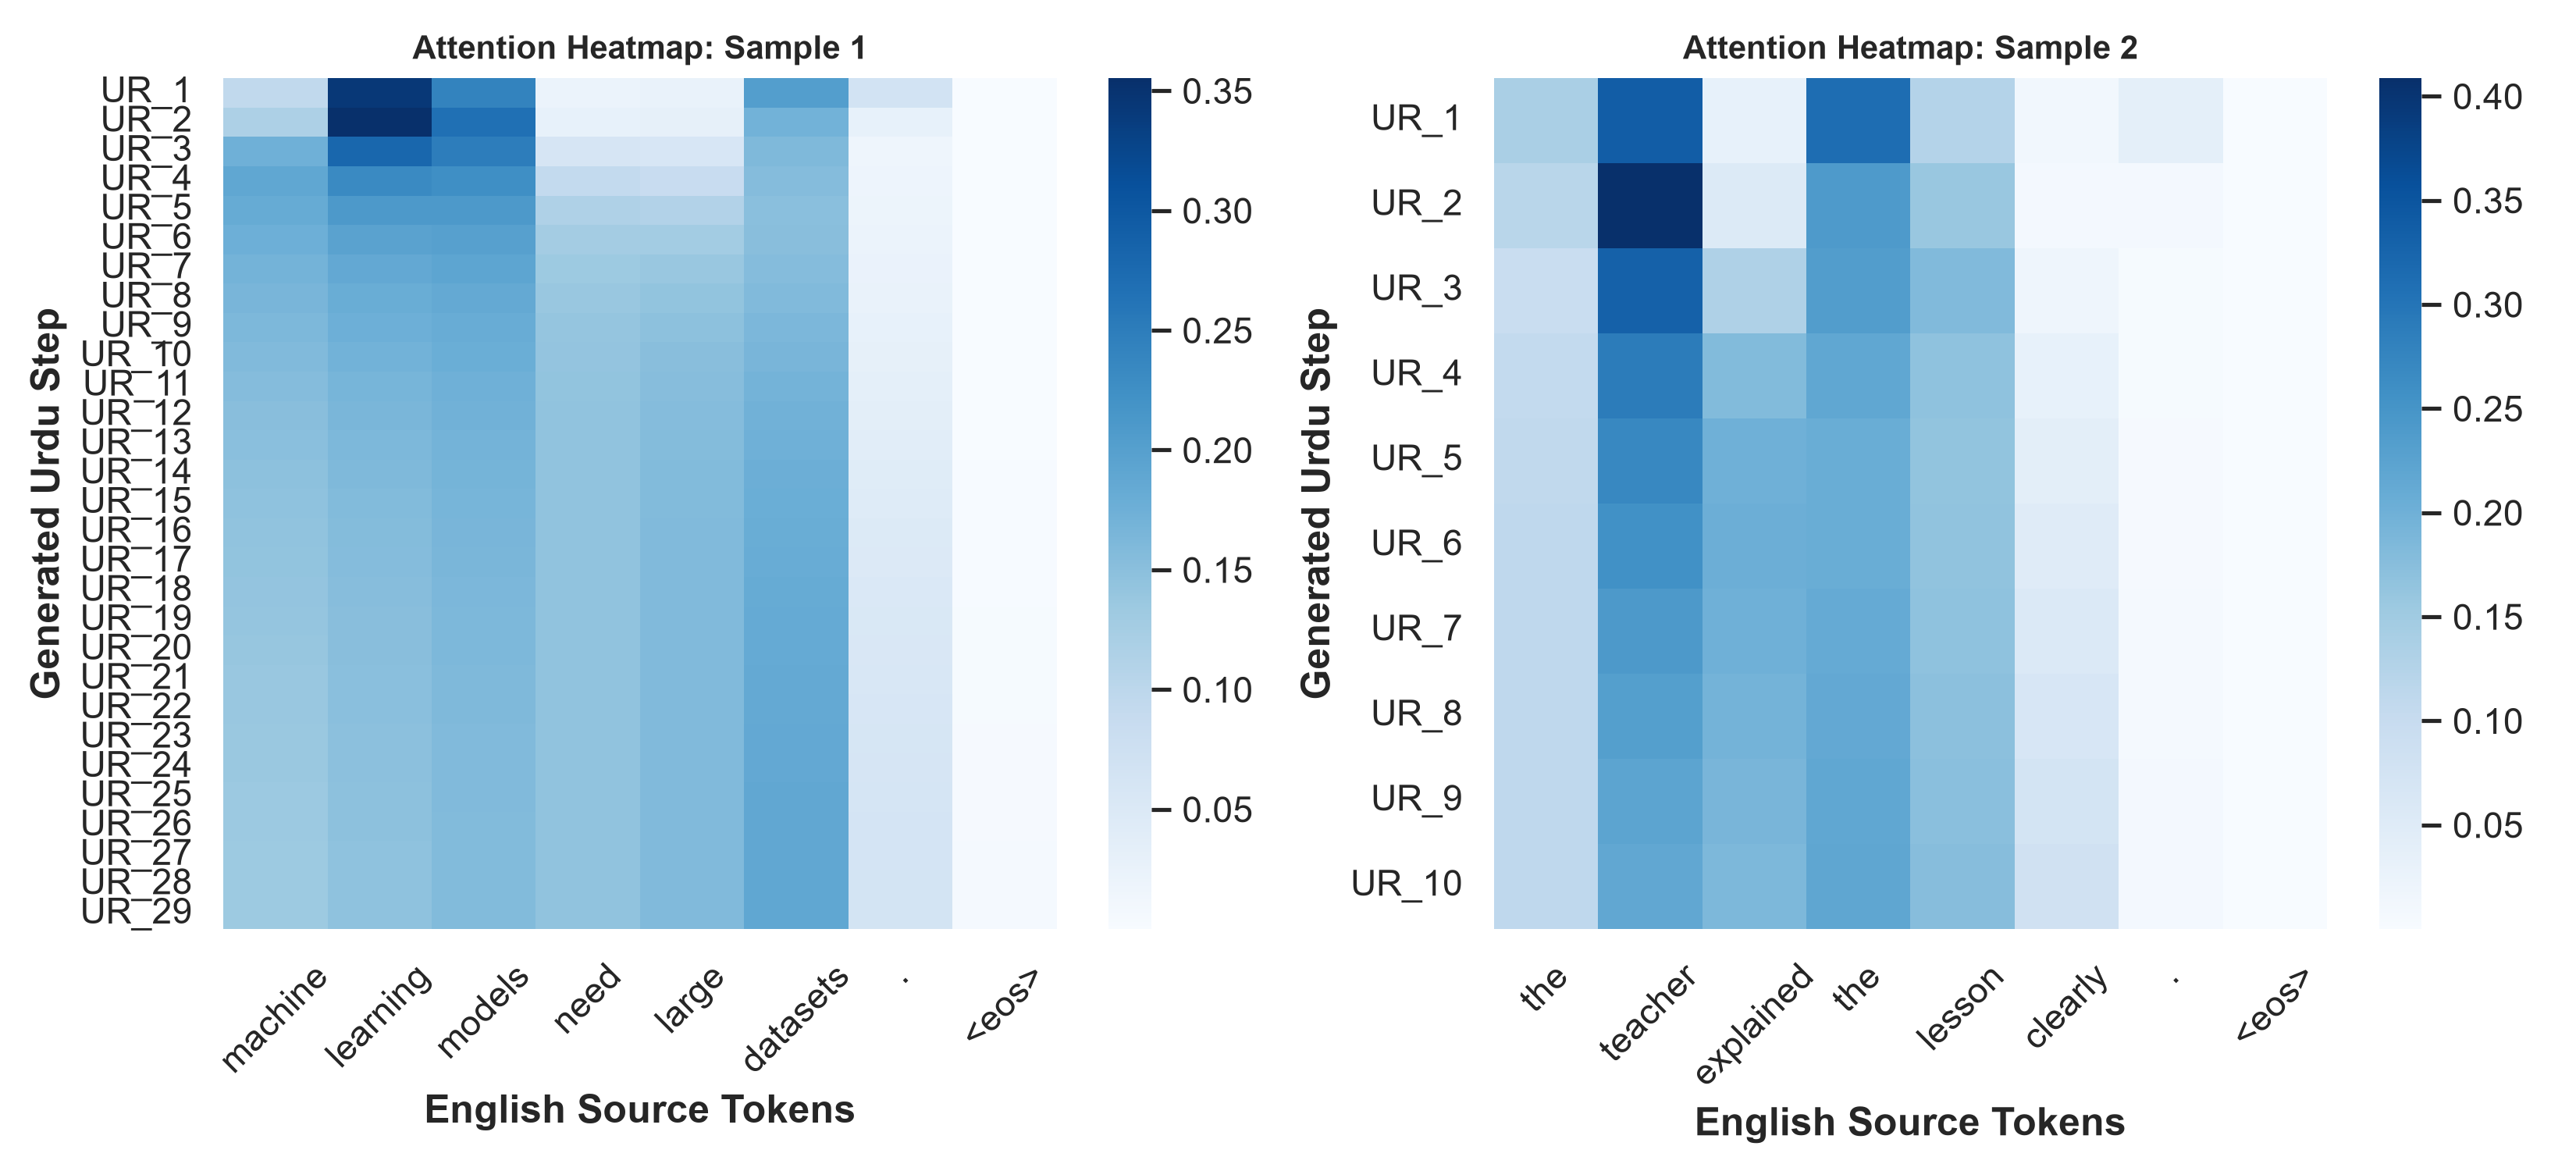 Attention Heatmap: Sample 1
Generated Urdu Step
UR_1
UR_2
UR_3
UR_4
UR_5
UR_6
UR_7
UR_8
UR_9
UR_10
UR_11
UR_12
UR_13
UR_14
UR_15
UR_16
UR_17
UR_18
UR_19
UR_20
UR_21
UR_22
UR_23
UR_24
UR_25
UR_26
UR_27
UR_28
UR_29
machine learning models need large datasets . <eos>
English Source Tokens
0.35
0.30
0.25
0.20
0.15
0.10
0.05
Attention Heatmap: Sample 2
Generated Urdu Step
UR_1
UR_2
UR_3
UR_4
UR_5
UR_6
UR_7
UR_8
UR_9
UR_10
the teacher explained the lesson clearly . <eos>
English Source Tokens
0.40
0.35
0.30
0.25
0.20
0.15
0.10
0.05